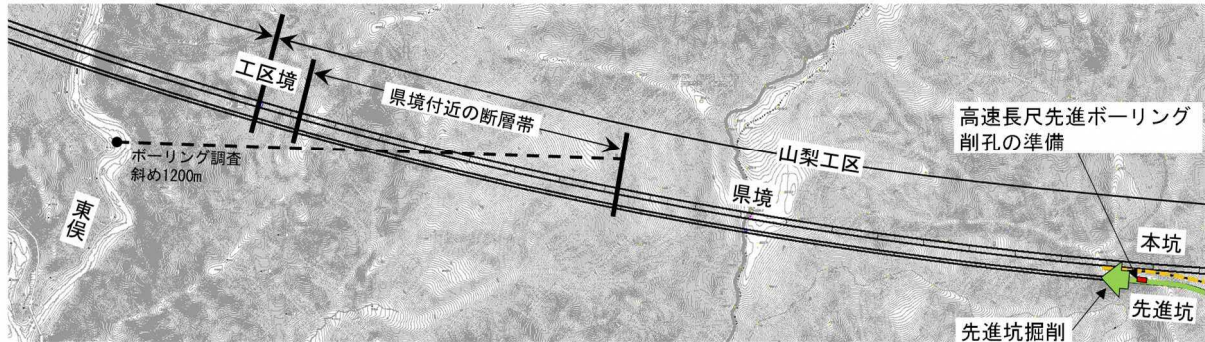 工区境
県境付近の断層帯
高速長尺先進ボーリング
削孔の準備
ボーリング調査
斜め1200m
山梨工区
県境
東俣
本坑
先進坑
先進坑掘削